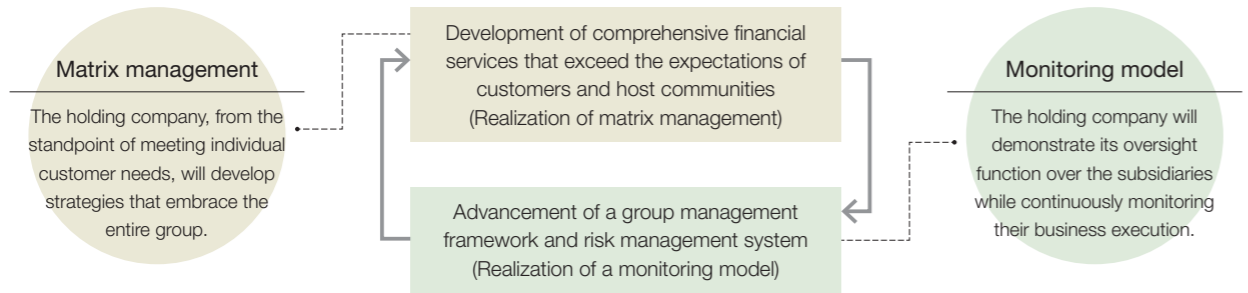 Matrix management
The holding company, from the
standpoint of meeting individual
customer needs, will develop
strategies that embrace the
entire group.
Development of comprehensive financial
services that exceed the expectations of
customers and host communities
(Realization of matrix management)
Advancement of a group management
framework and risk management system
(Realization of a monitoring model)
Monitoring model
The holding company will
demonstrate its oversight
function over the subsidiaries
while continuously monitoring
their business execution.